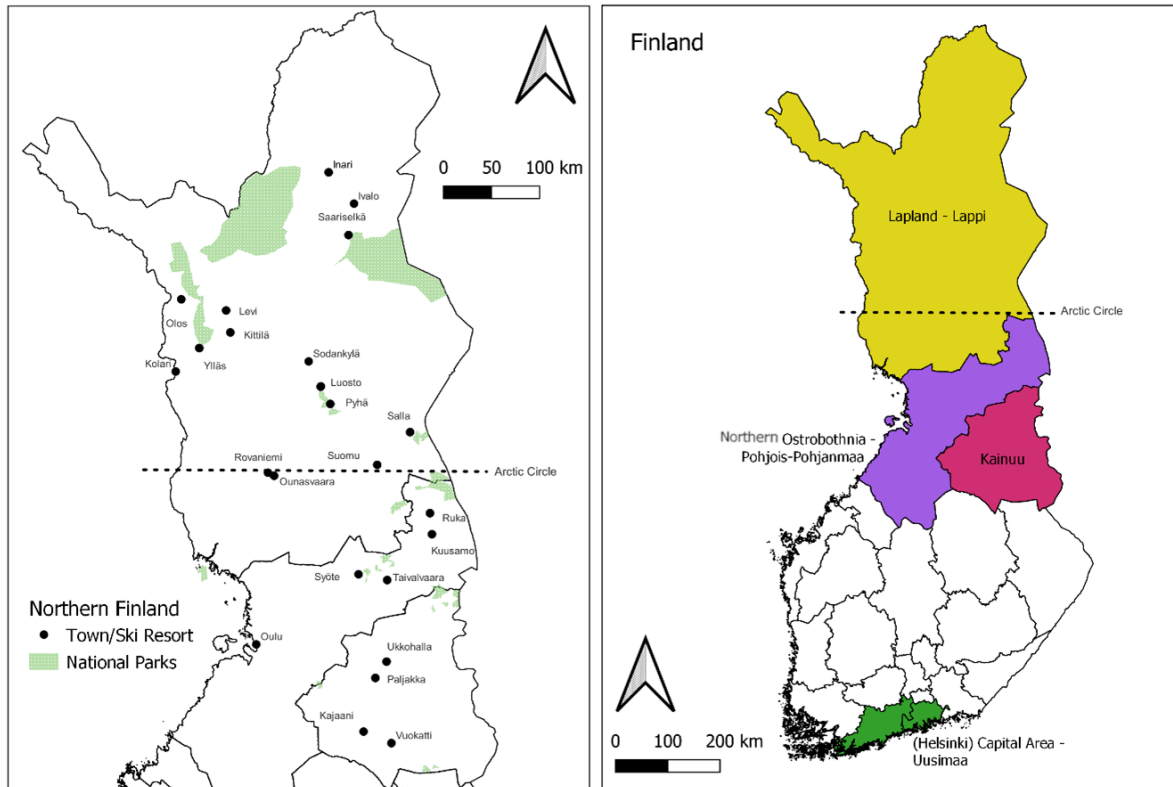 Inari
0 50 100 km
Ivalo
Saariselkä
Levi
Olos
Kittilä
Kolari
Ylläs
Sodankylä
Luosto
Pyhä
Salla
Rovaniemi
Suomu
Arctic Circle
Ounasvaara
Ruka
Kuusamo
Syöte
Taivalvaara
Northern Finland
Town/Ski Resort
National Parks
Oulu
Ukkohalla
Paljakka
Kajaani
Vuokatti
Finland
Lapland - Lappi
Arctic Circle
Northern Ostrobothnia -
Pohjois-Pohjanmaa
Kainuu
0 100 200 km
(Helsinki) Capital Area -
Uusimaa